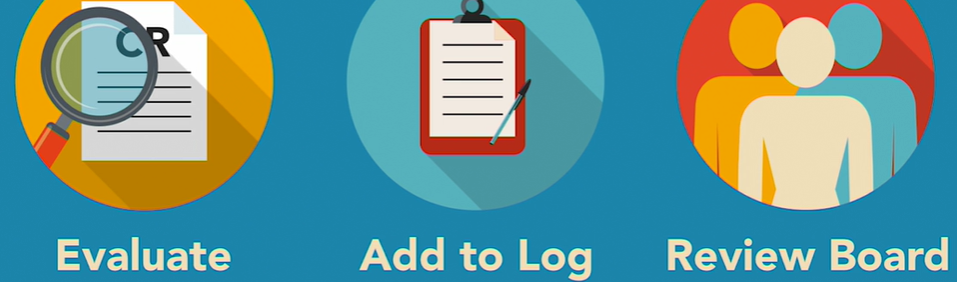 CR
Evaluate
Add to Log
Review Board